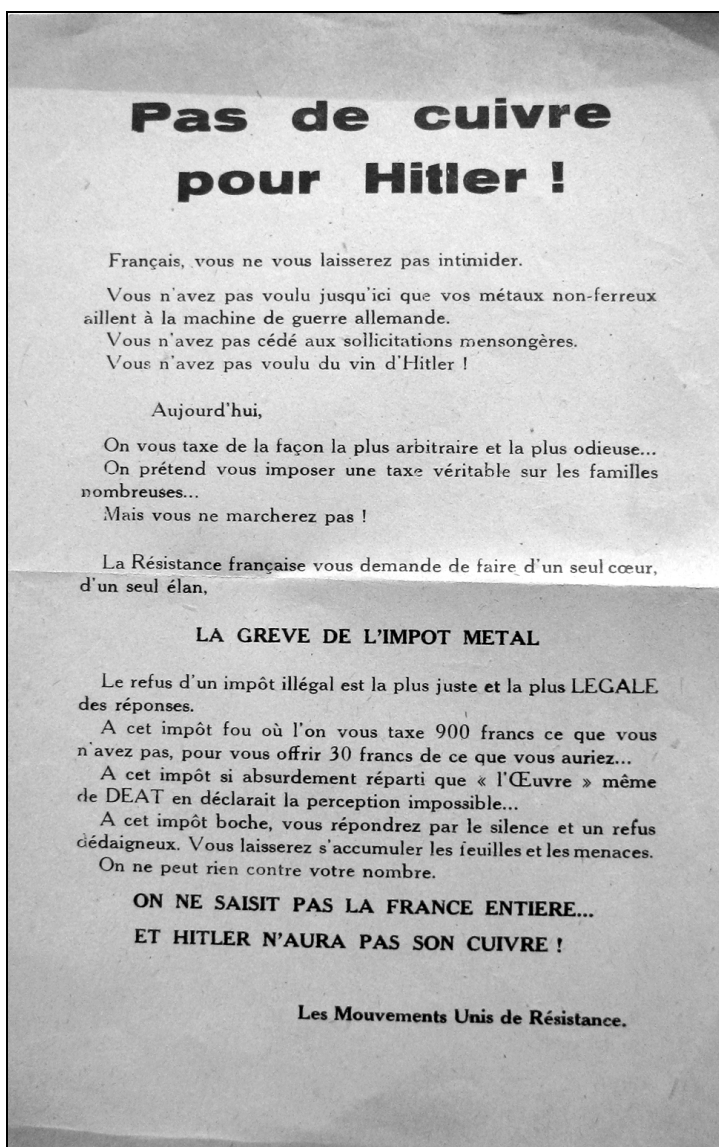 Pas de cuivre
pour Hitler !
Français, vous ne vous laisserez pas intimider.
Vous n'avez pas voulu jusqu'ici que vos métaux non-ferreux
aillent à la machine de guerre allemande.
Vous n'avez pas cédé aux sollicitations mensongères.
Vous n'avez pas voulu du vin d'Hitler !
Aujourd'hui,
On vous taxe de la façon la plus arbitraire et la plus odieuse...
On prétend vous imposer une taxe véritable sur les familles
nombreuses...
Mais vous ne marcherez pas !
La Résistance française vous demande de faire d'un seul cœur,
d'un seul élan,
LA GREVE DE L'IMPOT METAL
Le refus d'un impôt illégal est la plus juste et la plus LEGALE
des réponses.
A cet impôt fou où l'on vous taxe 900 francs ce que vous
n'avez pas, pour vous offrir 30 francs de ce que vous auriez...
A cet impôt si absurdement réparti que « l'Œuvre » même
de DEAT en déclarait la perception impossible...
A cet impôt boche, vous répondrez par le silence et un refus
dédaigneux. Vous laisserez s'accumuler les feuilles et les menaces.
On ne peut rien contre votre nombre.
ON NE SAISIT PAS LA FRANCE ENTIERE...
ET HITLER N'AURA PAS SON CUIVRE !
Les Mouvements Unis de Résistance.